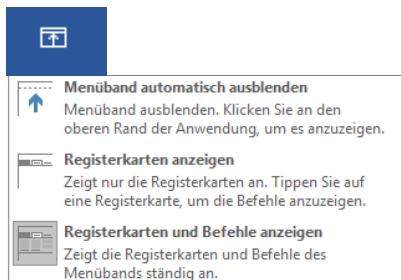 Menüband automatisch ausblenden
Menüband ausblenden. Klicken Sie an den
oberen Rand der Anwendung, um es anzuzeigen.
Registerkarten anzeigen
Zeigt nur die Registerkarten an. Tippen Sie auf
eine Registerkarte, um die Befehle anzuzeigen.
Registerkarten und Befehle anzeigen
Zeigt die Registerkarten und Befehle des
Menübands ständig an.